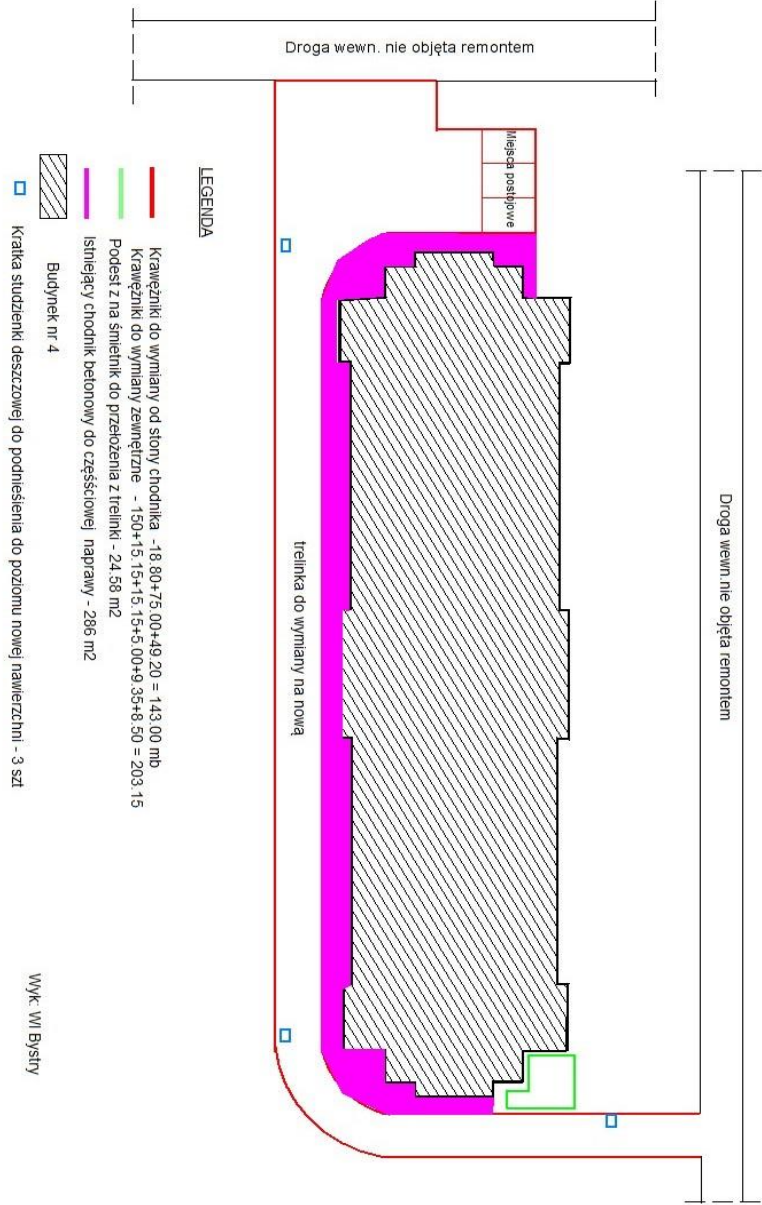 Droga wewn. nie objęta remontem
Miejsca postojowe
Droga wewn.nie objęta remontem
trelinka do wymiany na nową
LEGENDA
Krawężniki do wymiany od stony chodnika -18.80+75.00+49.20 = 143.00 mb
Krawężniki do wymiany zewnętrzne - 150+15.15+15.15+5.00+9.35+8.50 = 203.15
Podest z na śmietnik do przełożenia z trelinki - 24.58 m2
Istniejący chodnik betonowy do częśściowej naprawy - 286 m2
Budynek nr 4
Kratka studzienki deszczowej do podnieśienia do poziomu nowej nawierzchni - 3 szt
Wyk: WI Bystry